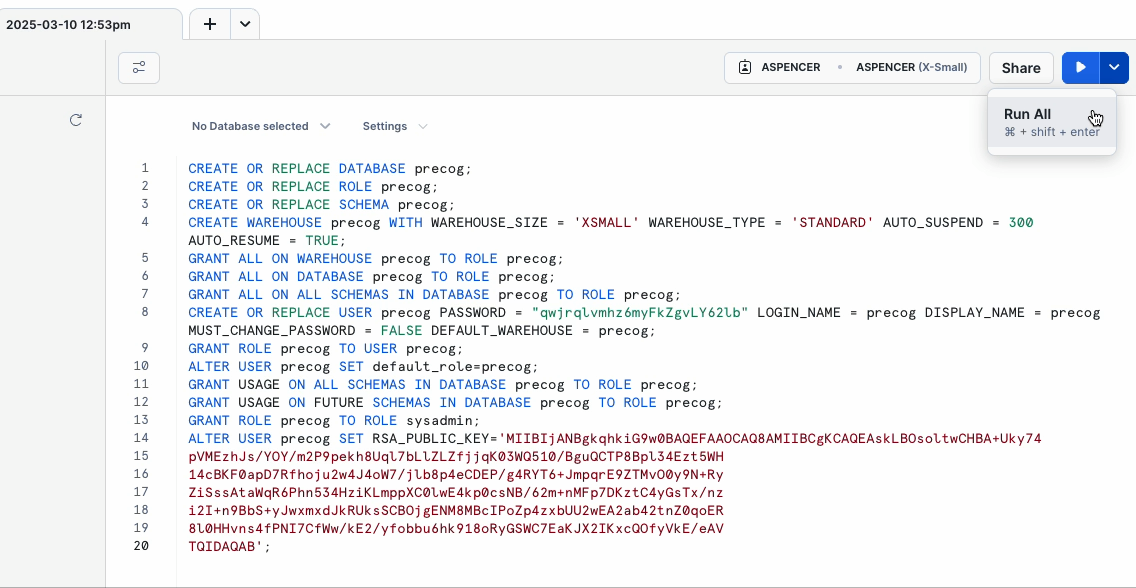 2025-03-10 12:53pm
ASPENCER • ASPENCER (X-Small)
Share
Run All
⌘ + shift + enter
No Database selected
Settings
1 CREATE OR REPLACE DATABASE precog;
2 CREATE OR REPLACE ROLE precog;
3 CREATE OR REPLACE SCHEMA precog;
4 CREATE WAREHOUSE precog WITH WAREHOUSE_SIZE = 'XSMALL' WAREHOUSE_TYPE = 'STANDARD' AUTO_SUSPEND = 300
AUTO_RESUME = TRUE;
5 GRANT ALL ON WAREHOUSE precog TO ROLE precog;
6 GRANT ALL ON DATABASE precog TO ROLE precog;
7 GRANT ALL ON ALL SCHEMAS IN DATABASE precog TO ROLE precog;
8 CREATE OR REPLACE USER precog PASSWORD = "qwjrqlvmhz6myFkZgvLY62lb" LOGIN_NAME = precog DISPLAY_NAME = precog
MUST_CHANGE_PASSWORD = FALSE DEFAULT_WAREHOUSE = precog;
9 GRANT ROLE precog TO USER precog;
10 ALTER USER precog SET default_role=precog;
11 GRANT USAGE ON ALL SCHEMAS IN DATABASE precog TO ROLE precog;
12 GRANT USAGE ON FUTURE SCHEMAS IN DATABASE precog TO ROLE precog;
13 GRANT ROLE precog TO ROLE sysadmin;
14 ALTER USER precog SET RSA_PUBLIC_KEY='MIIBIjANBgkqhkiG9w0BAQEFAAOCAQ8AMIIBCgKCAQEAskLBOsoltwCHBA+Uky74
15 pVMEzhJs/YOY/m2P9pekh8Uql7bLlZLZfjjqK03WQ510/BguQCTP8Bpl34Ezt5WH
16 14cBKF0apD7Rfhoju2w4J4oW7/jlb8p4eCDEP/g4RYT6+JmpqrE9ZTMvO0y9N+Ry
17 ZiSssAtaWqR6Phn534HziKLmppXC0lwE4kp0csNB/62m+nMFp7DKztC4yGsTx/nz
18 i2I+n9BbS+yJwxmxdJkRUksSCBOjgENM8MBcIPoZp4zxbUU2wEA2ab42tnZ0qoER
19 8l0HHvns4fPNI7CfWw/kE2/yfobbu6hk918oRyGSWC7EaKJX2IKxcQOfyVkE/eAV
20 TQIDAQAB';